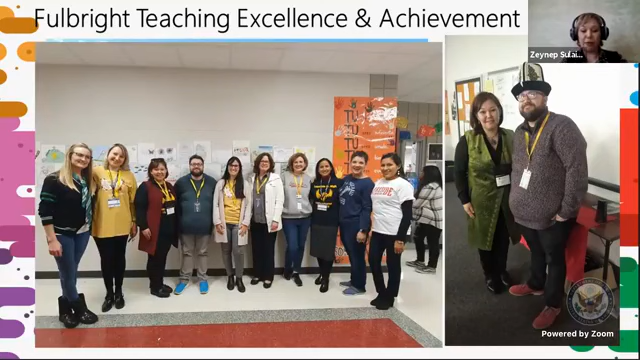 Fulbright Teaching Excellence & Achievement
Zeynep Sulai...
Powered by Zoom